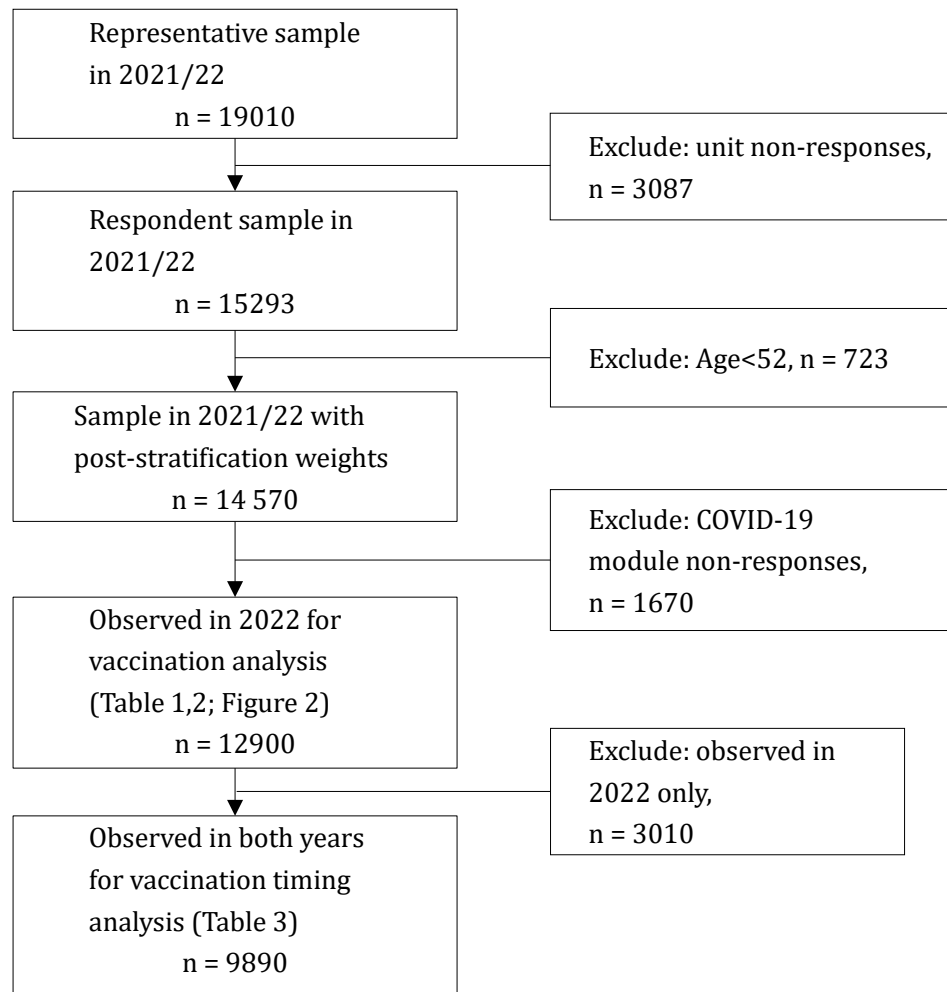 Representative sample
in 2021/22
n = 19010
Exclude: unit non-responses,
n = 3087
Respondent sample in
2021/22
n = 15293
Exclude: Age<52, n = 723
Sample in 2021/22 with
post-stratification weights
n = 14 570
Exclude: COVID-19
module non-responses,
n = 1670
Observed in 2022 for
vaccination analysis
(Table 1,2; Figure 2)
n = 12900
Exclude: observed in
2022 only,
n = 3010
Observed in both years
for vaccination timing
analysis (Table 3)
n = 9890